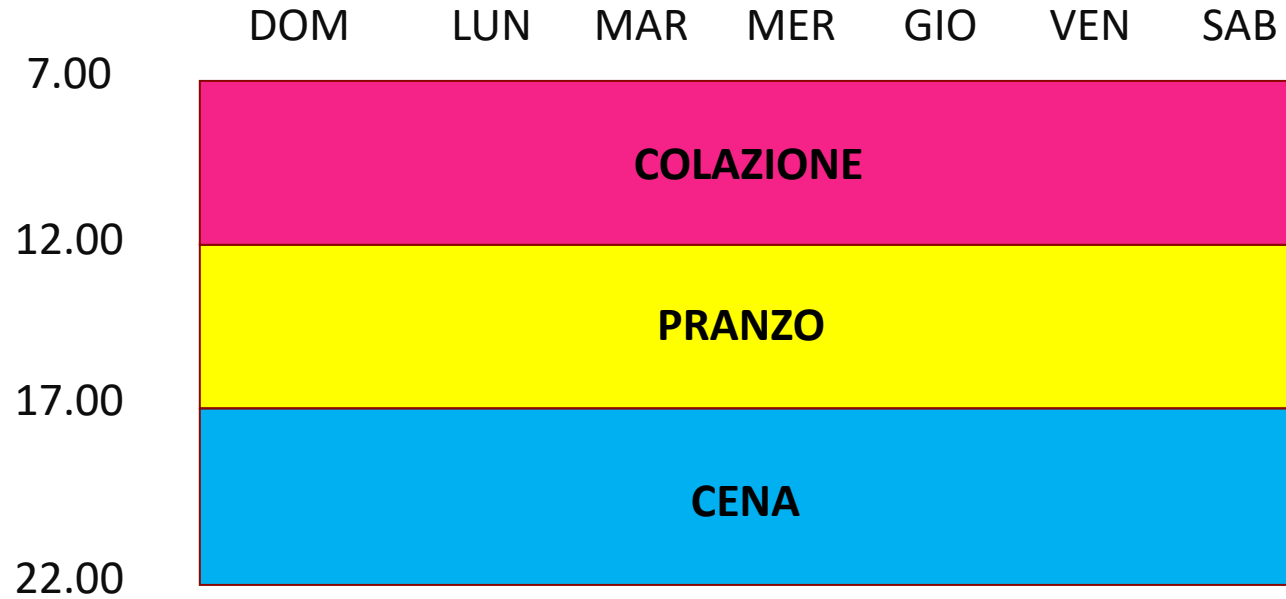 DOM LUN MAR MER GIO VEN SAB
7.00
COLAZIONE
12.00
PRANZO
17.00
CENA
22.00